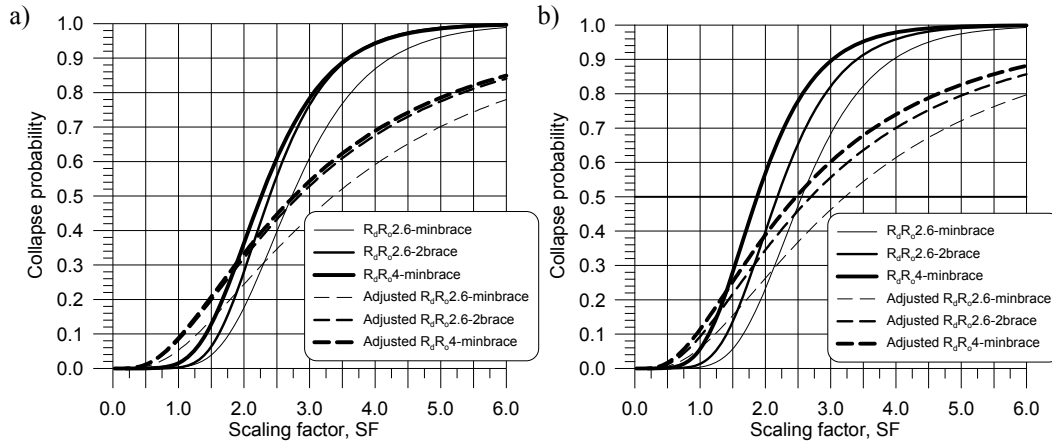 a)
Collapse probability
1.0
0.9
0.8
0.7
0.6
0.5
0.4
0.3
0.2
0.1
0.0
0.0 1.0 2.0 3.0 4.0 5.0 6.0
Scaling factor, SF
RdRo2.6-minbrace
RdRo2.6-2brace
RdRo4-minbrace
Adjusted RdRo2.6-minbrace
Adjusted RdRo2.6-2brace
Adjusted RdRo4-minbrace
b)
Collapse probability
1.0
0.9
0.8
0.7
0.6
0.5
0.4
0.3
0.2
0.1
0.0
0.0 1.0 2.0 3.0 4.0 5.0 6.0
Scaling factor, SF
RdRo2.6-minbrace
RdRo2.6-2brace
RdRo4-minbrace
Adjusted RdRo2.6-minbrace
Adjusted RdRo2.6-2brace
Adjusted RdRo4-minbrace